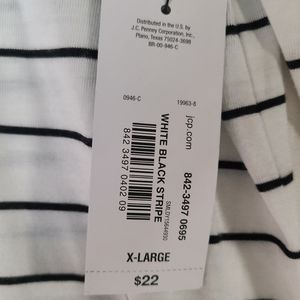 Distributed in the U.S. by
J.C. Penney Corporation, Inc.,
Plano, Texas 75024-3698
BR-00-946-C
0946-C
19963-8
jcp.com
842-3497 0695
WHITE BLACK STRIPE
842 3497 0402 09
X-LARGE
$22